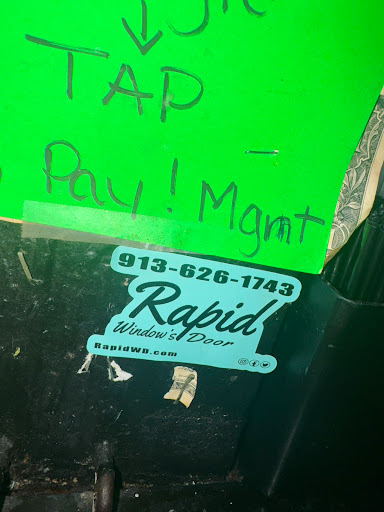 TAP
Pay! Mgmt
913-626-1743
Rapid
Window's Door
RapidWD.com